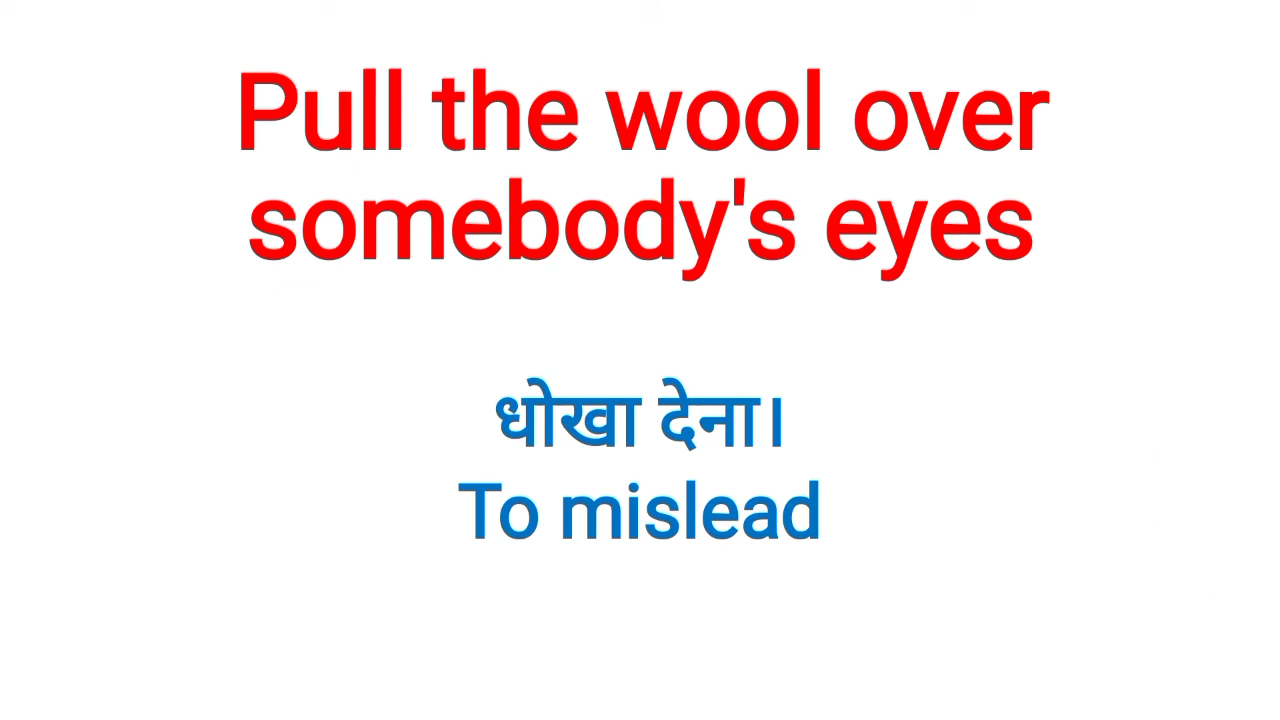 Pull the wool over
somebody's eyes
धोखा देना।
To mislead